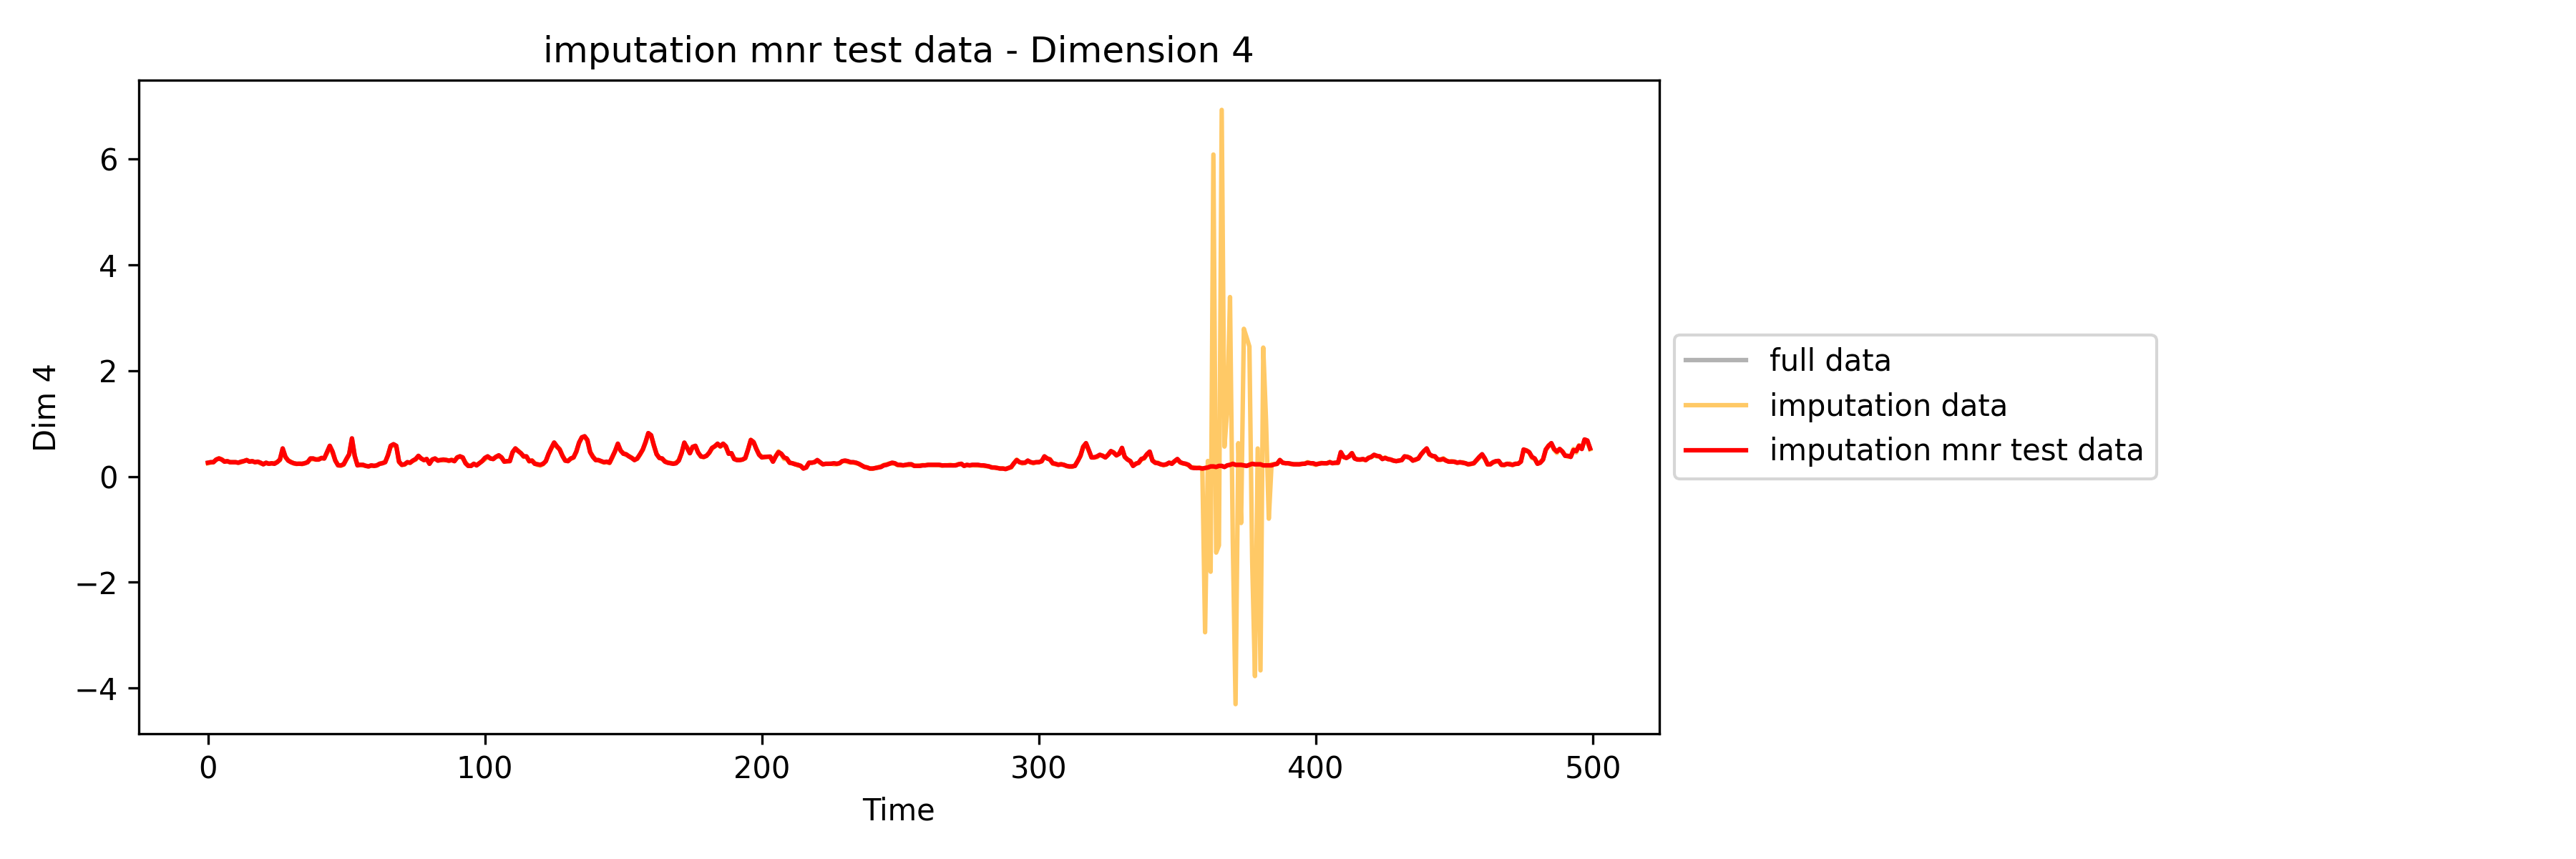 imputation mnr test data - Dimension 4
6
4
2
0
−2
−4
Dim 4
0 100 200 300 400 500
Time
full data
imputation data
imputation mnr test data